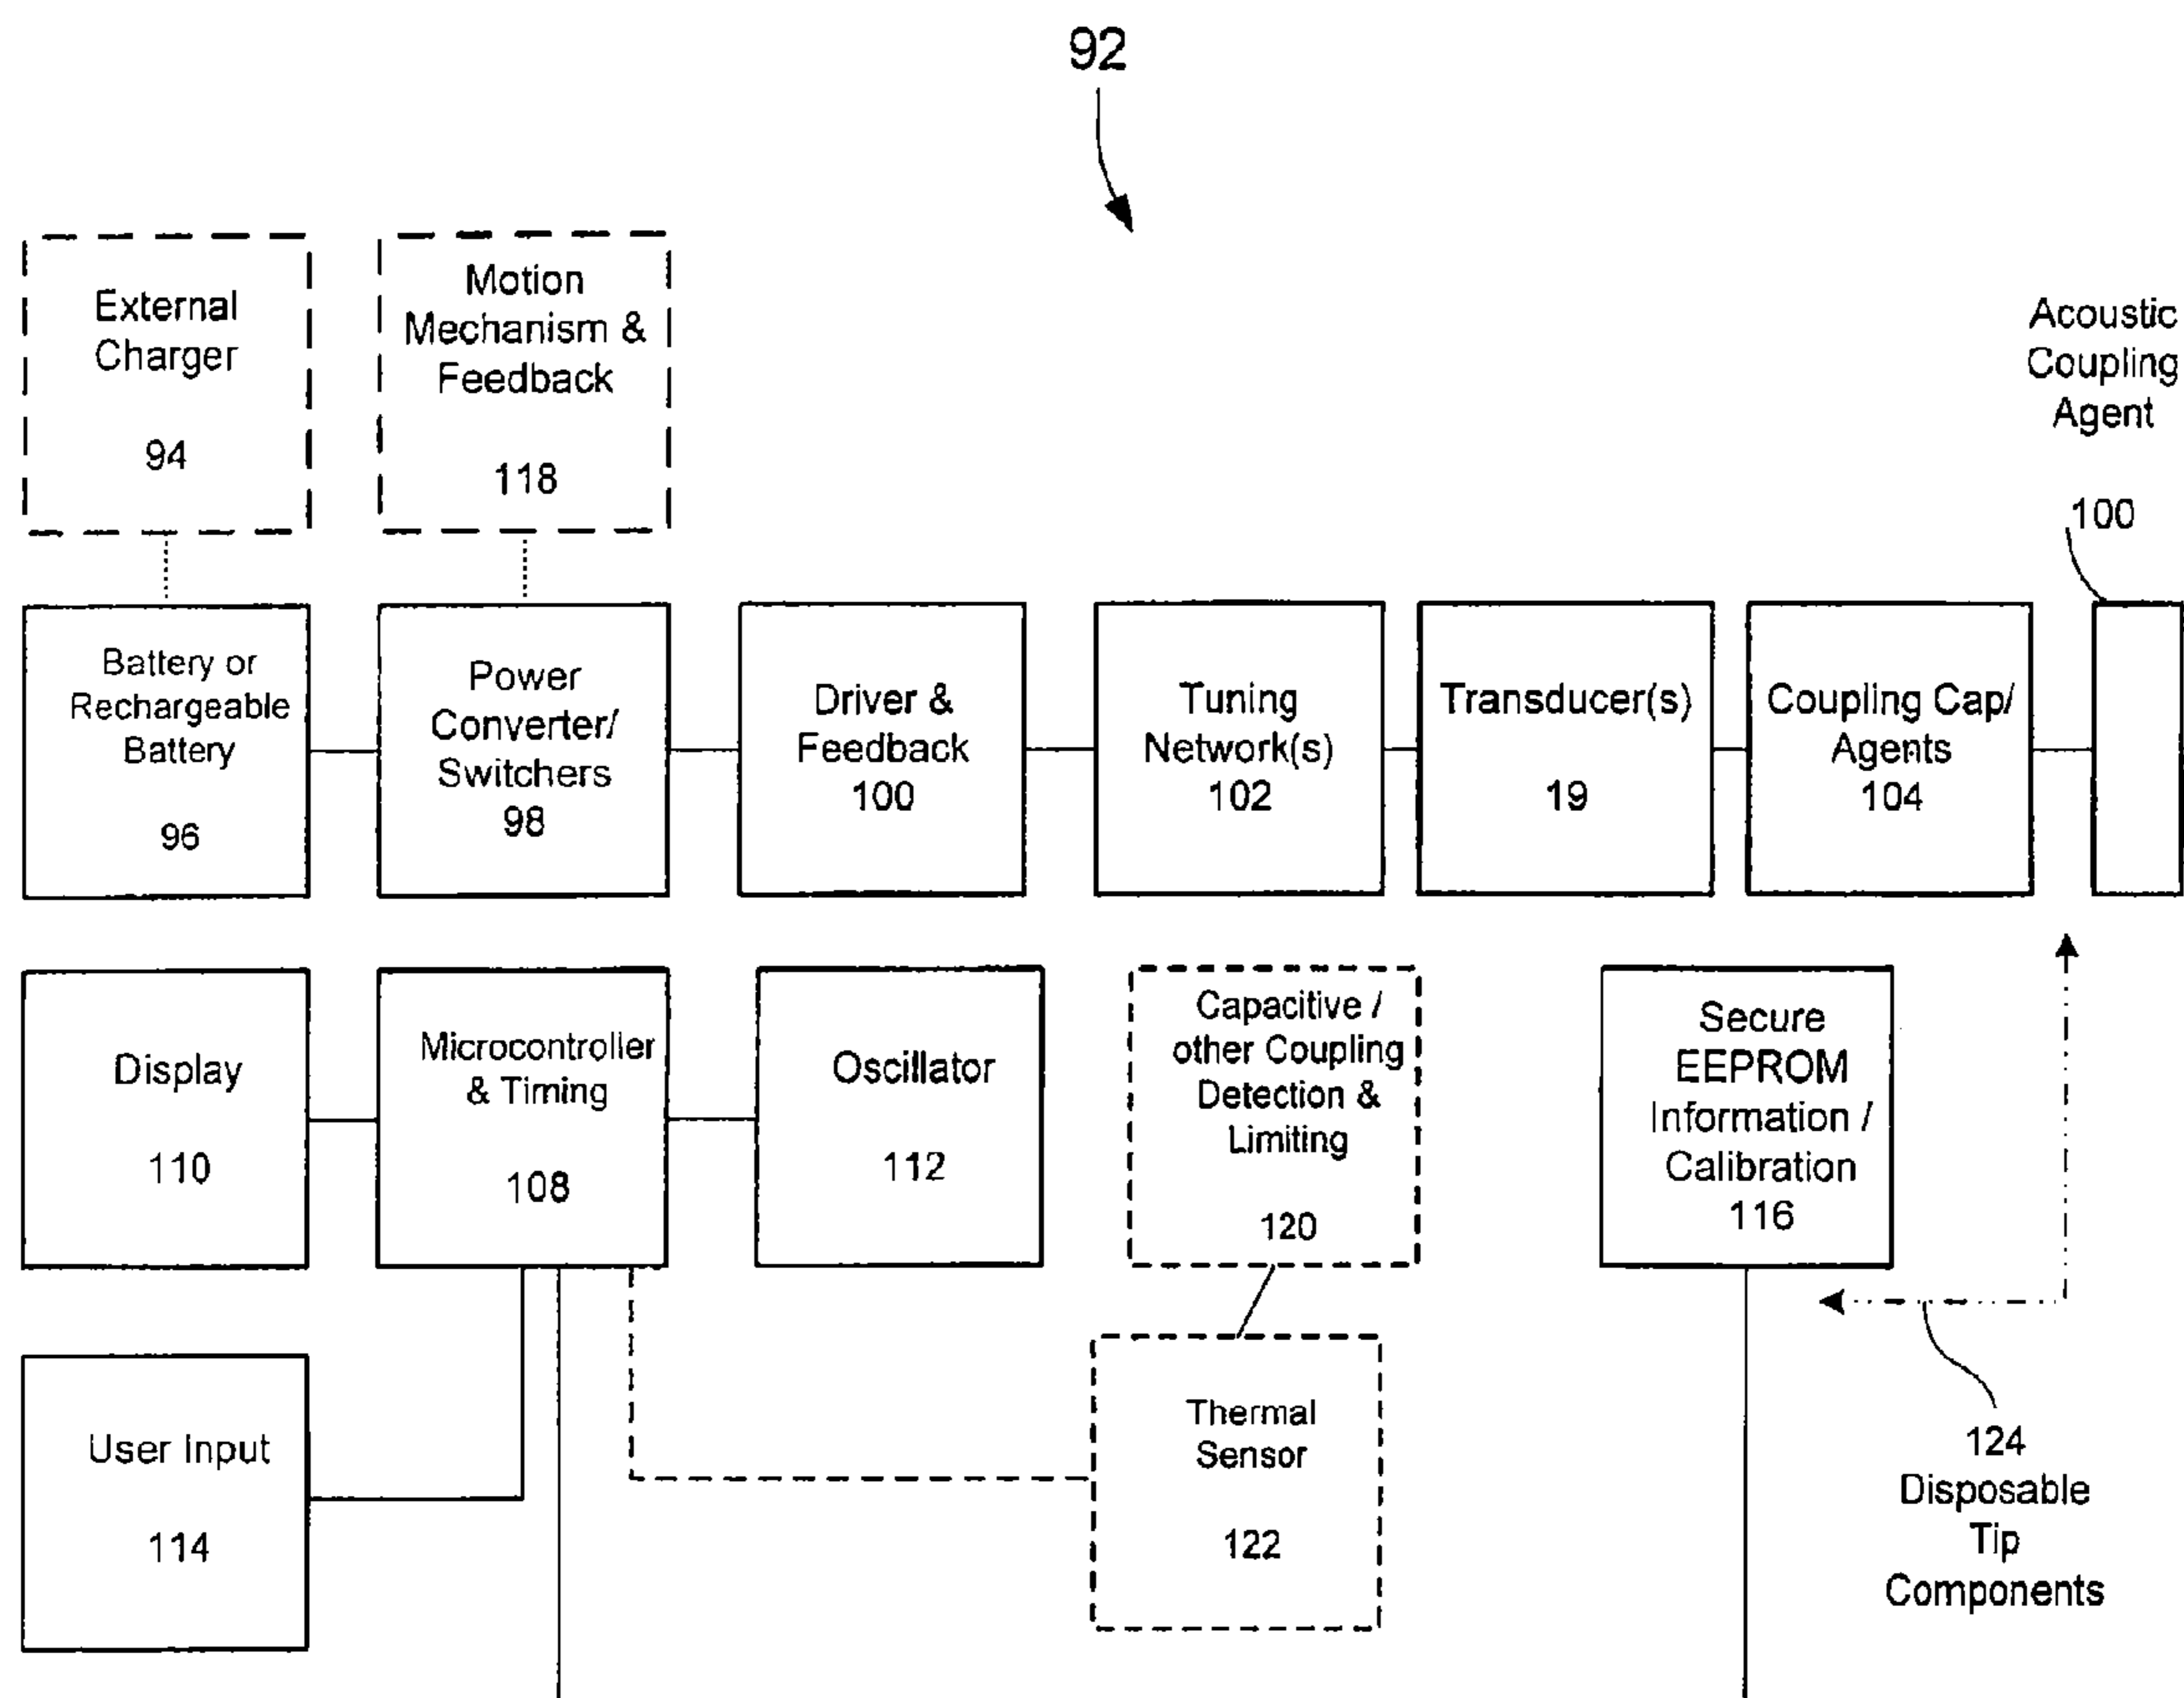 92
External
Charger
94
Motion
Mechanism &
Feedback
118
Acoustic
Coupling
Agent
100
Battery or
Rechargeable
Battery
96
Power
Converter/
Switchers
98
Driver &
Feedback
100
Tuning
Network(s)
102
Transducer(s)
19
Coupling Cap/
Agents
104
Display
110
Microcontroller
& Timing
108
Oscillator
112
Capacitive /
other Coupling
Detection &
Limiting
120
Secure
EEPROM
Information /
Calibration
116
User Input
114
Thermal
Sensor
122
124
Disposable
Tip
Components